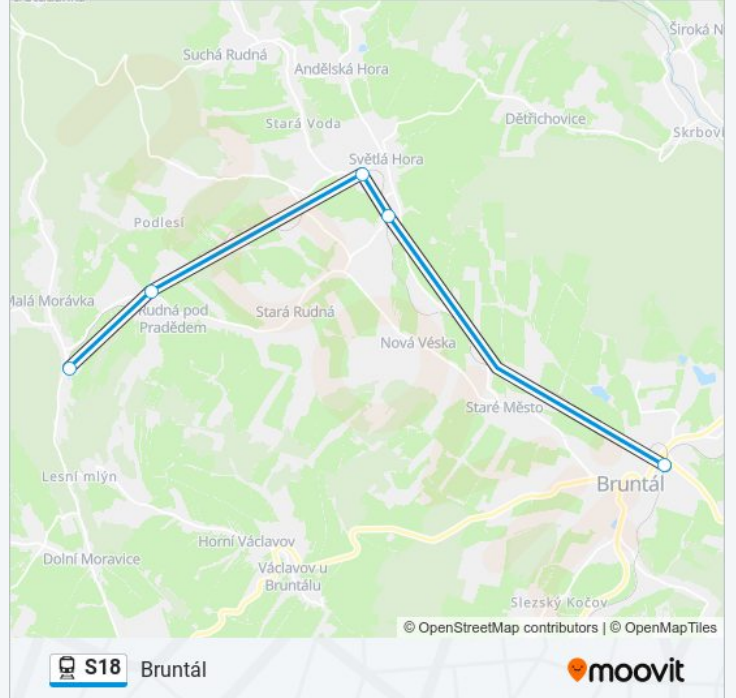 Suchá Rudná
Andělská Hora
Široká N
Stará Voda
Dětřichovice
Skrbov
Světlá Hora
Podlesí
Malá Morávka
Rudná pod
Pradědem
Stará Rudná
Nová Véska
Staré Město
Lesní mlýn
Bruntál
Horní Václavov
Dolní Moravice
Václavov u
Bruntálu
Slezský Kočov
© OpenStreetMap contributors | © OpenMapTiles
S18 Bruntál
moovit